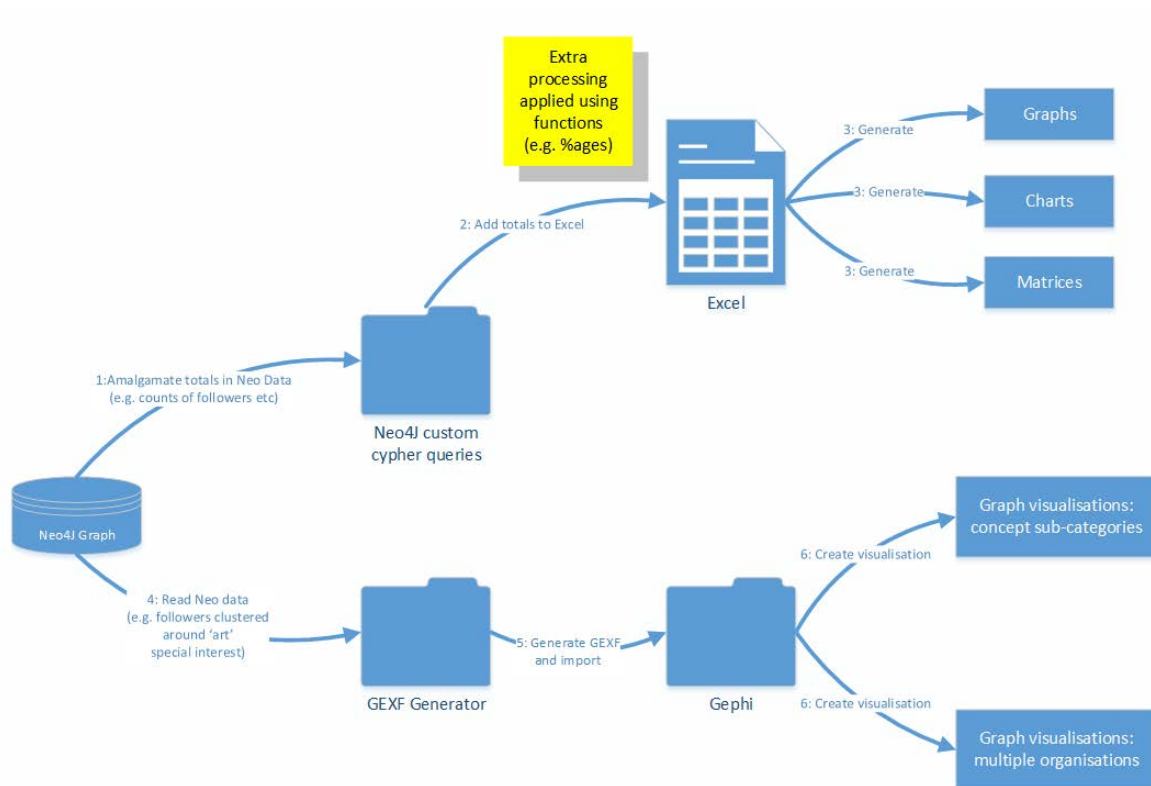 Extra
processing
applied using
functions
(e.g. %ages)
Graphs
3: Generate
3: Generate
Charts
2: Add totals to Excel
3: Generate
Matrices
Excel
1:Amalgamate totals in Neo Data
(e.g. counts of followers etc)
Neo4J custom
cypher queries
Neo4J Graph
Graph visualisations:
concept sub-categories
6: Create visualisation
4: Read Neo data
(e.g. followers clustered
around ‘art’
special interest)
5: Generate GEXF
and import
GEXF Generator
Gephi
6: Create visualisation
Graph visualisations:
multiple organisations